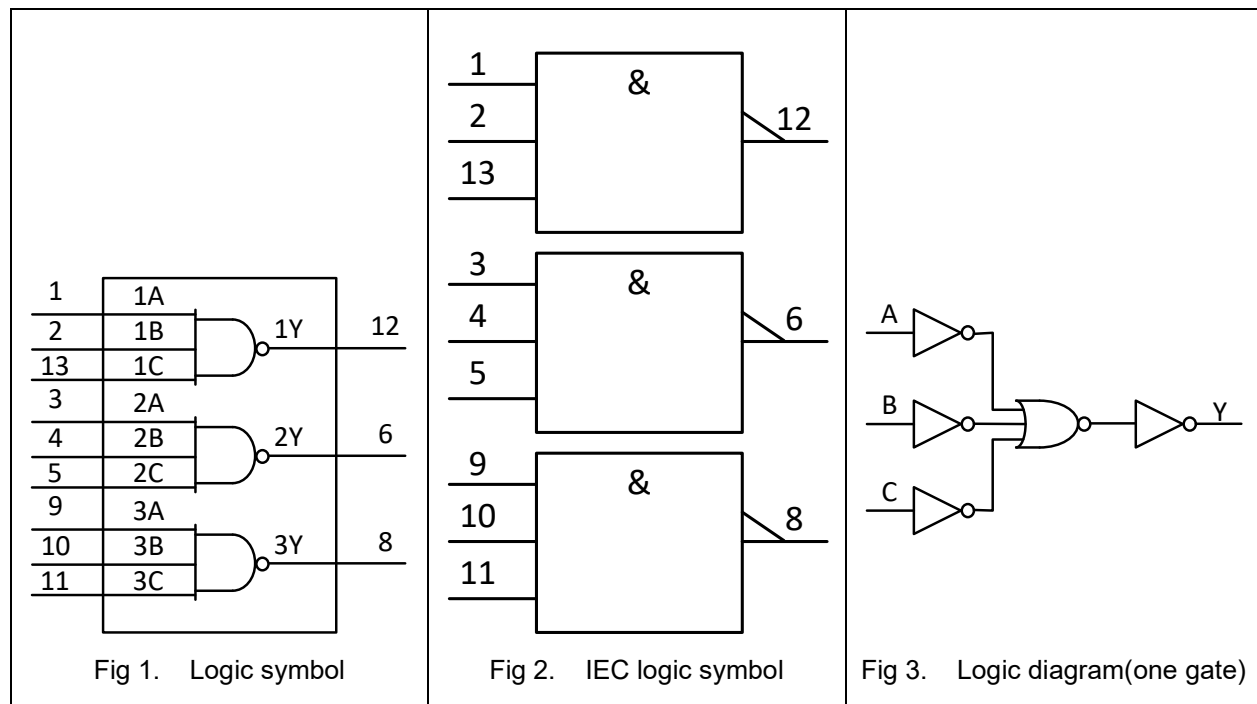 1
1A
2
1B
1Y
12
13
1C
3
2A
4
2B
2Y
6
5
2C
9
3A
10
3B
3Y
8
11
3C
Fig 1. Logic symbol
1
&
2
12
13
3
&
4
6
5
9
&
10
8
11
Fig 2. IEC logic symbol
A
B
Y
C
Fig 3. Logic diagram(one gate)